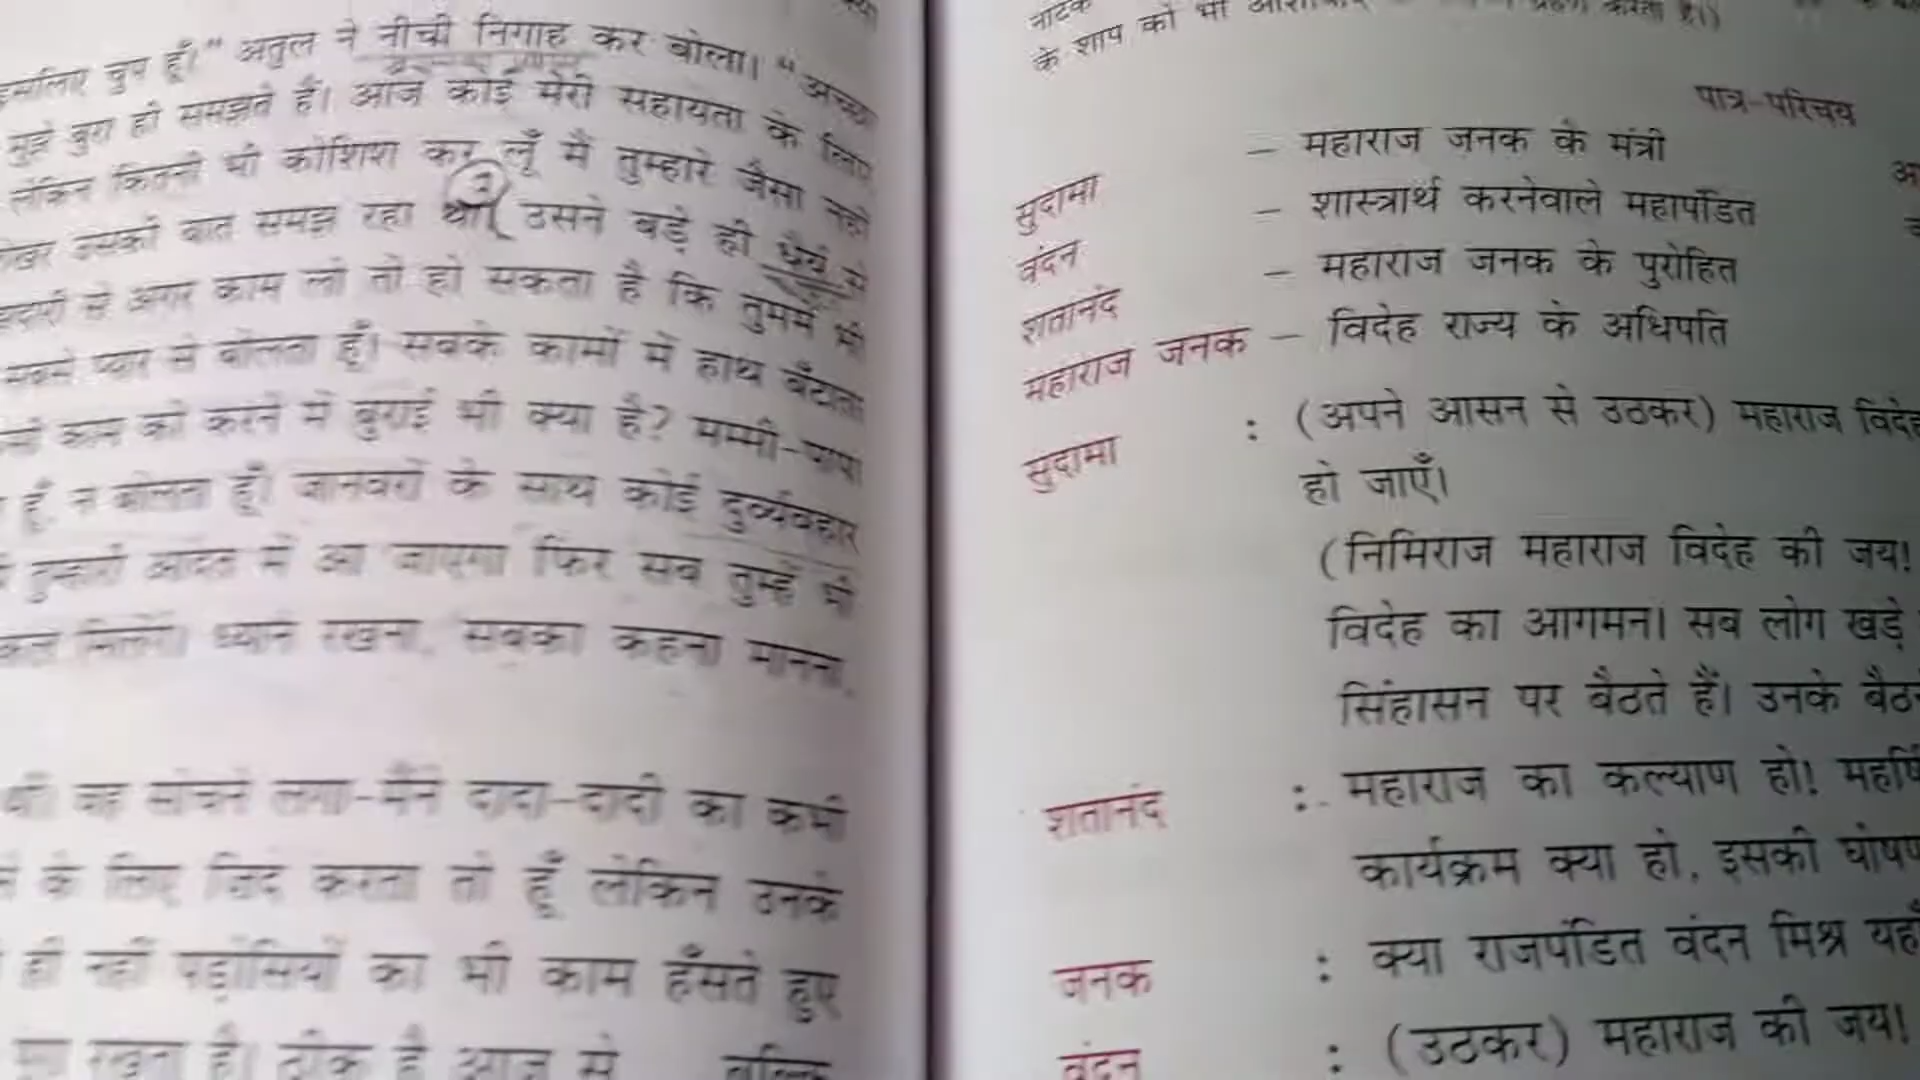 इसलिए चुप हूँ।" अतुल ने नीची निगाह कर बोला। "अच्छा
मुझे बुरा ही समझते हैं। आज कोई मेरी सहायता के लिए
लेकिन कितनी भी कोशिश कर लूँ मैं तुम्हारे जैसा नहीं
उसकी बात समझ रहा था। उसने बड़े ही धैर्य से
से अगर काम लो तो हो सकता है कि तुममें भी
सबसे प्यार से बोलता हूँ। सबके कामों में हाथ बँटाता
काम को करने में बुराई भी क्या है? मम्मी-पापा
हूँ, न बोलता हूँ। जानवरों के साथ कोई दुर्व्यवहार
तुम्हारी आदत में आ जाएगा फिर सब तुम्हें भी
ध्यान रखना, सबका कहना मानना,
वह सोचने लगा-मैंने दादा-दादी का कभी
के लिए जिद करता तो हूँ लेकिन उनके
ही नहीं पड़ोसियों का भी काम हँसते हुए
रखता है। ठीक है आज से
नाटक
के शाप को भी
पात्र-परिचय
सुदामा – महाराज जनक के मंत्री
वंदन – शास्त्रार्थ करनेवाले महापंडित
शतानंद – महाराज जनक के पुरोहित
महाराज जनक – विदेह राज्य के अधिपति
सुदामा : (अपने आसन से उठकर) महाराज विदेह
हो जाएँ।
(निमिराज महाराज विदेह की जय!
विदेह का आगमन। सब लोग खड़े
सिंहासन पर बैठते हैं। उनके
शतानंद : महाराज का कल्याण हो!
कार्यक्रम क्या हो, इसकी
जनक : क्या राजपंडित वंदन मिश्र
वंदन : (उठकर) महाराज की जय!